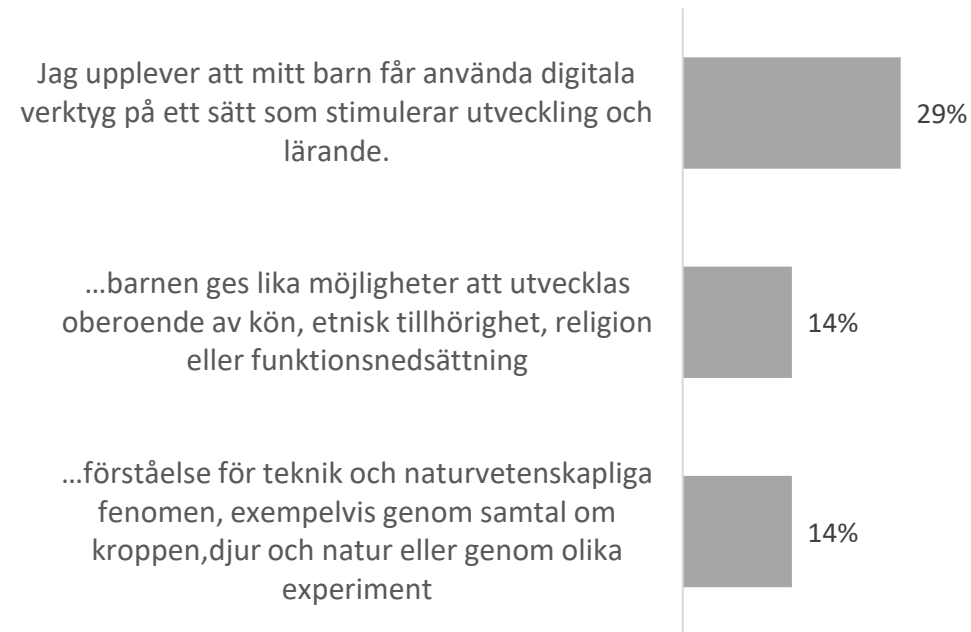 Jag upplever att mitt barn får använda digitala
verktyg på ett sätt som stimulerar utveckling och
lärande.
29%
...barnen ges lika möjligheter att utvecklas
oberoende av kön, etnisk tillhörighet, religion
eller funktionsnedsättning
14%
...förståelse för teknik och naturvetenskapliga
fenomen, exempelvis genom samtal om
kroppen,djur och natur eller genom olika
experiment
14%